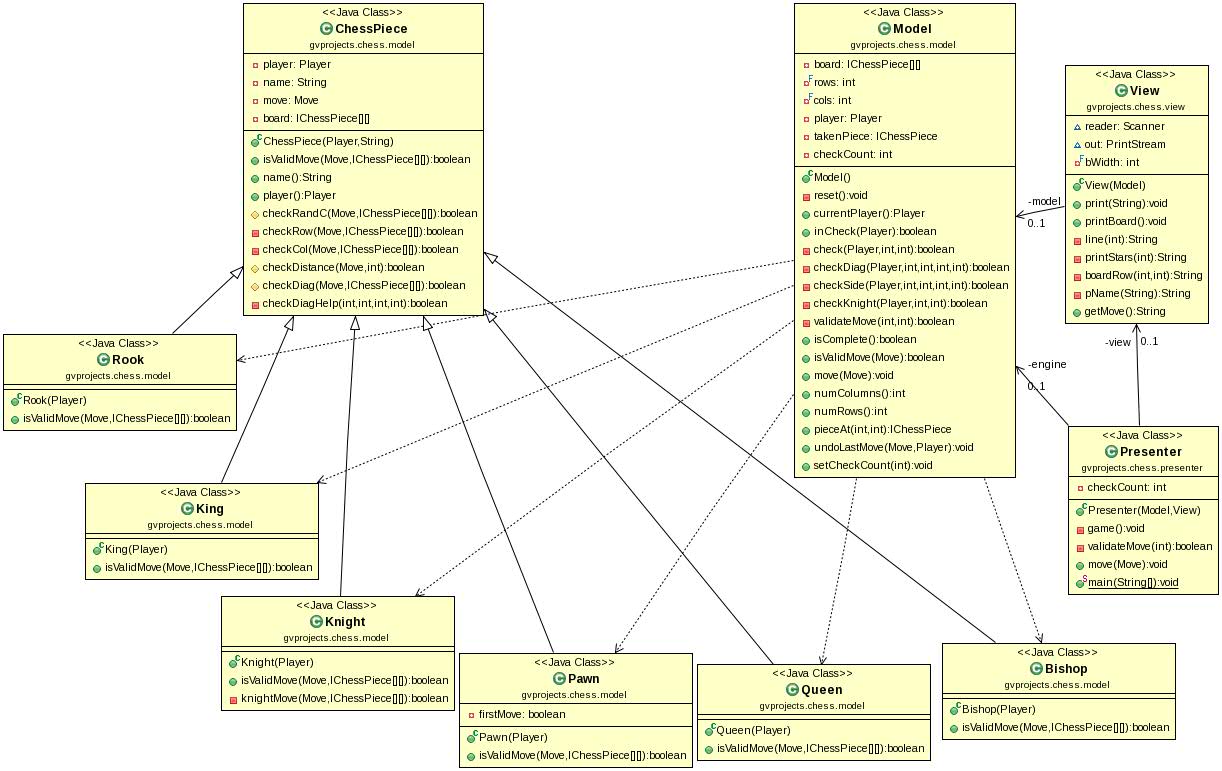 <<Java Class>>
ChessPiece
gvprojects.chess.model
player: Player
name: String
move: Move
board: IChessPiece[][]
ChessPiece(Player,String)
isValidMove(Move,IChessPiece[][]):boolean
name():String
player():Player
checkRandC(Move,IChessPiece[][]):boolean
checkRow(Move,IChessPiece[][]):boolean
checkCol(Move,IChessPiece[][]):boolean
checkDistance(Move,int):boolean
checkDiag(Move,IChessPiece[][]):boolean
checkDiagHelp(int,int,int,int):boolean
<<Java Class>>
Model
gvprojects.chess.model
board: IChessPiece[][]
rows: int
cols: int
player: Player
takenPiece: IChessPiece
checkCount: int
Model()
reset():void
currentPlayer():Player
inCheck(Player):boolean
check(Player,int,int):boolean
checkDiag(Player,int,int,int,int):boolean
checkSide(Player,int,int,int,int):boolean
checkKnight(Player,int,int):boolean
validateMove(int,int):boolean
isComplete():boolean
isValidMove(Move):boolean
move(Move):void
numColumns():int
numRows():int
pieceAt(int,int):IChessPiece
undoLastMove(Move,Player):void
setCheckCount(int):void
<<Java Class>>
View
gvprojects.chess.view
reader: Scanner
out: PrintStream
bWidth: int
View(Model)
print(String):void
printBoard():void
line(int):String
printStars(int):String
boardRow(int,int):String
pName(String):String
getMove():String
-model
0..1
-view
0..1
-engine
0..1
<<Java Class>>
Rook
gvprojects.chess.model
Rook(Player)
isValidMove(Move,IChessPiece[][]):boolean
<<Java Class>>
Presenter
gvprojects.chess.presenter
checkCount: int
Presenter(Model,View)
game():void
validateMove(int):boolean
move(Move):void
main(String[]):void
<<Java Class>>
King
gvprojects.chess.model
King(Player)
isValidMove(Move,IChessPiece[][]):boolean
<<Java Class>>
Knight
gvprojects.chess.model
Knight(Player)
isValidMove(Move,IChessPiece[][]):boolean
knightMove(Move,IChessPiece[][]):boolean
<<Java Class>>
Pawn
gvprojects.chess.model
firstMove: boolean
Pawn(Player)
isValidMove(Move,IChessPiece[][]):boolean
<<Java Class>>
Queen
gvprojects.chess.model
Queen(Player)
isValidMove(Move,IChessPiece[][]):boolean
<<Java Class>>
Bishop
gvprojects.chess.model
Bishop(Player)
isValidMove(Move,IChessPiece[][]):boolean